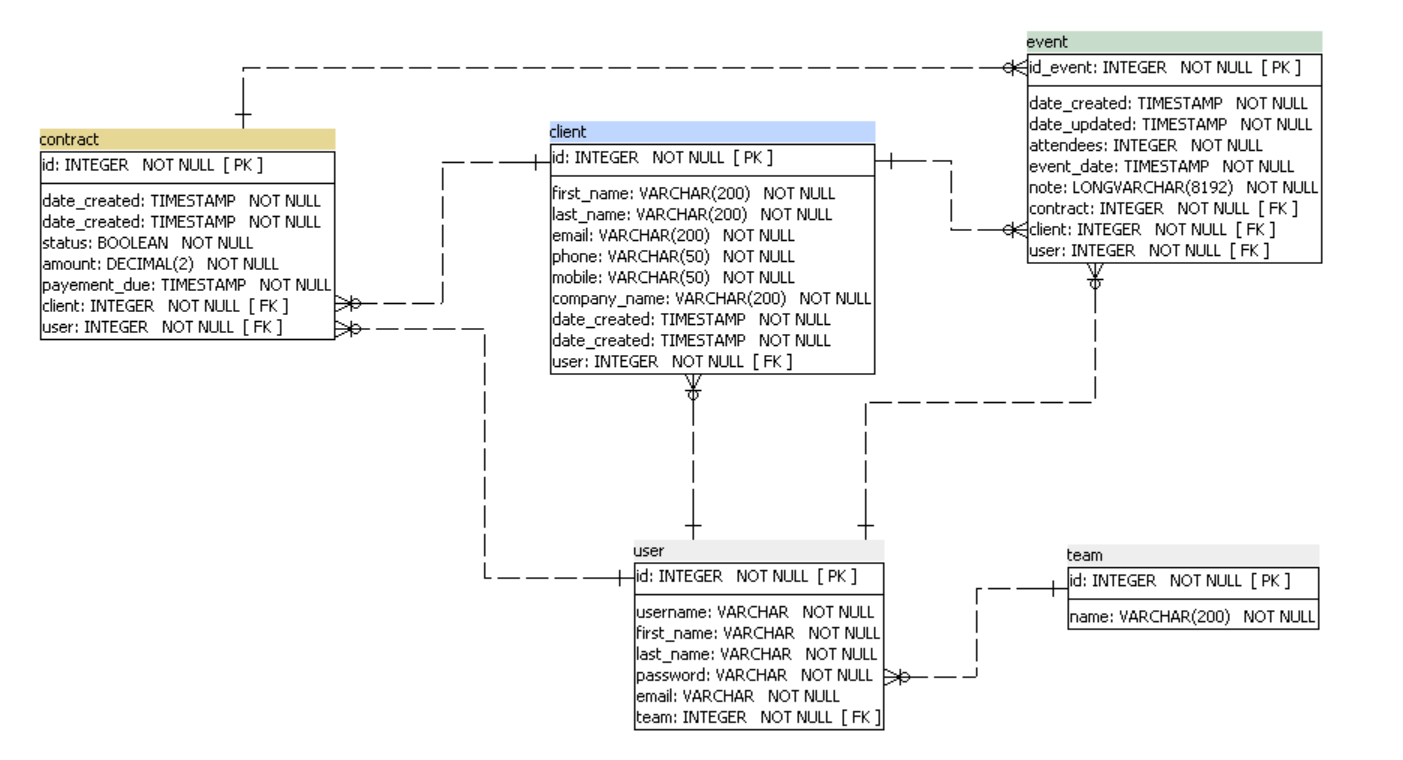 event
id_event: INTEGER NOT NULL [ PK ]
date_created: TIMESTAMP NOT NULL
date_updated: TIMESTAMP NOT NULL
attendees: INTEGER NOT NULL
event_date: TIMESTAMP NOT NULL
note: LONGVARCHAR(8192) NOT NULL
contract: INTEGER NOT NULL [ FK ]
client: INTEGER NOT NULL [ FK ]
user: INTEGER NOT NULL [ FK ]
contract
id: INTEGER NOT NULL [ PK ]
date_created: TIMESTAMP NOT NULL
date_created: TIMESTAMP NOT NULL
status: BOOLEAN NOT NULL
amount: DECIMAL(2) NOT NULL
payement_due: TIMESTAMP NOT NULL
client: INTEGER NOT NULL [ FK ]
user: INTEGER NOT NULL [ FK ]
client
id: INTEGER NOT NULL [ PK ]
first_name: VARCHAR(200) NOT NULL
last_name: VARCHAR(200) NOT NULL
email: VARCHAR(200) NOT NULL
phone: VARCHAR(50) NOT NULL
mobile: VARCHAR(50) NOT NULL
company_name: VARCHAR(200) NOT NULL
date_created: TIMESTAMP NOT NULL
date_created: TIMESTAMP NOT NULL
user: INTEGER NOT NULL [ FK ]
user
id: INTEGER NOT NULL [ PK ]
username: VARCHAR NOT NULL
first_name: VARCHAR NOT NULL
last_name: VARCHAR NOT NULL
password: VARCHAR NOT NULL
email: VARCHAR NOT NULL
team: INTEGER NOT NULL [ FK ]
team
id: INTEGER NOT NULL [ PK ]
name: VARCHAR(200) NOT NULL